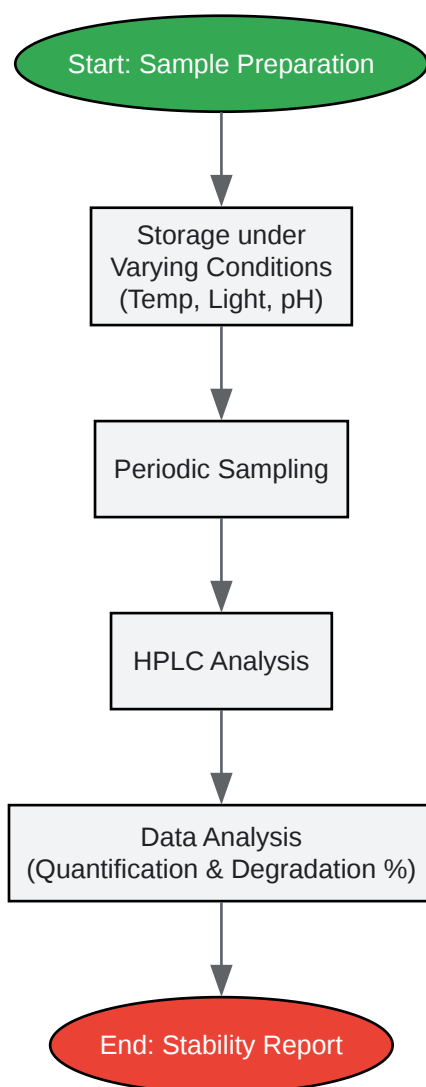 Start: Sample Preparation
Storage under
Varying Conditions
(Temp, Light, pH)
Periodic Sampling
HPLC Analysis
Data Analysis
(Quantification & Degradation %)
End: Stability Report